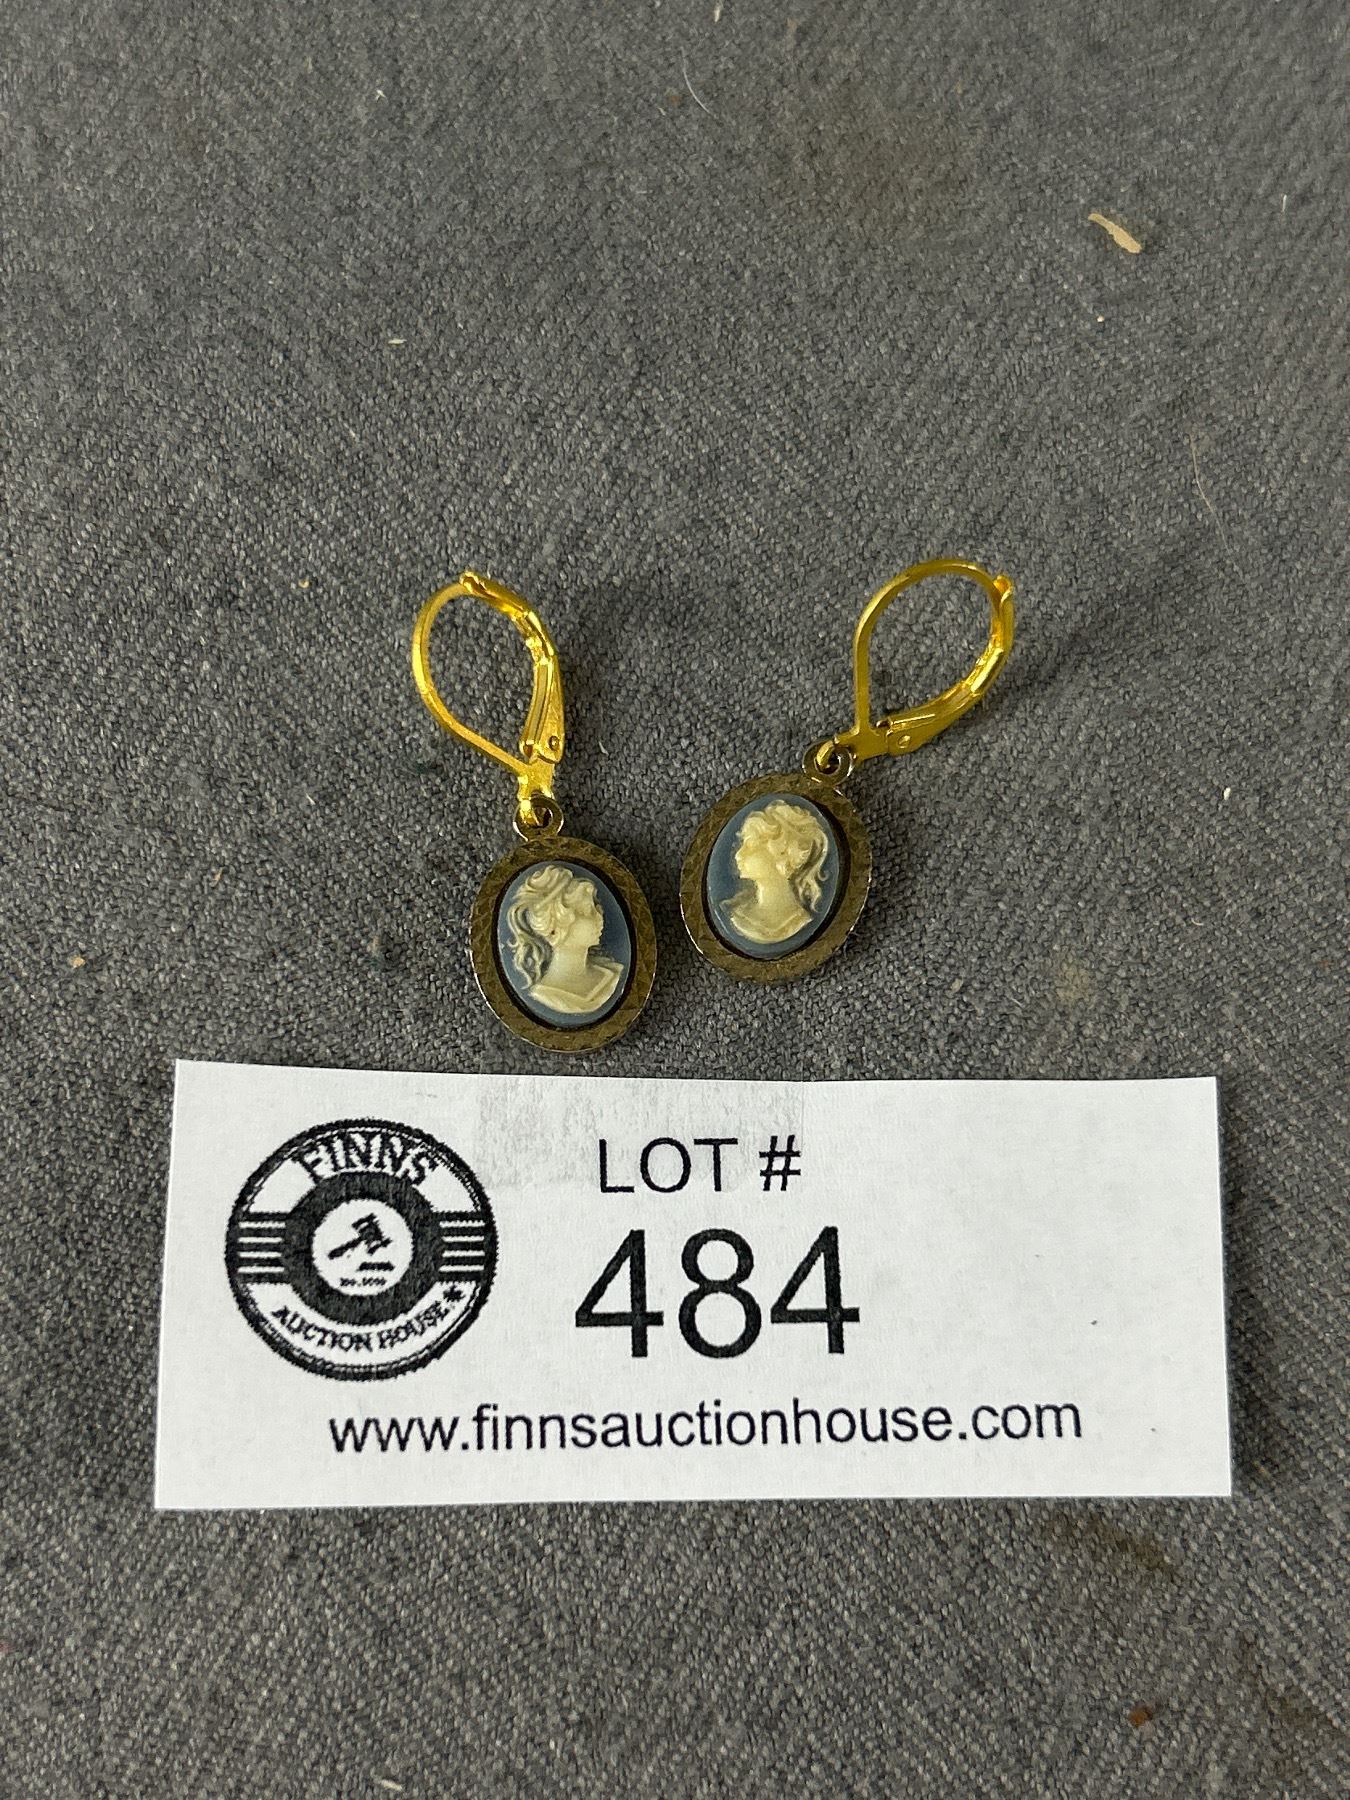 FINNS
AUCTION HOUSE
LOT #
484
www.finnsauctionhouse.com